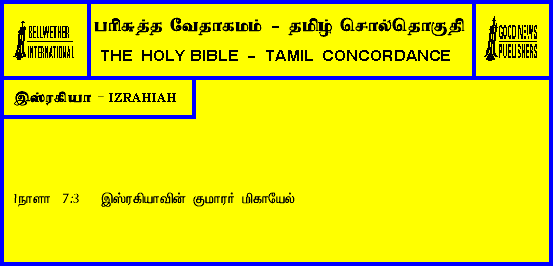 BELLWETHER
INTERNATIONAL
பரிசுத்த வேதாகமம் - தமிழ் சொல்தொகுதி
THE HOLY BIBLE - TAMIL CONCORDANCE
GOOD NEWS
PUBLISHERS
இஸ்ரகியா - IZRAHIAH
1நாளா 7:3 இஸ்ரகியாவின் குமாரர் மிகாயேல்